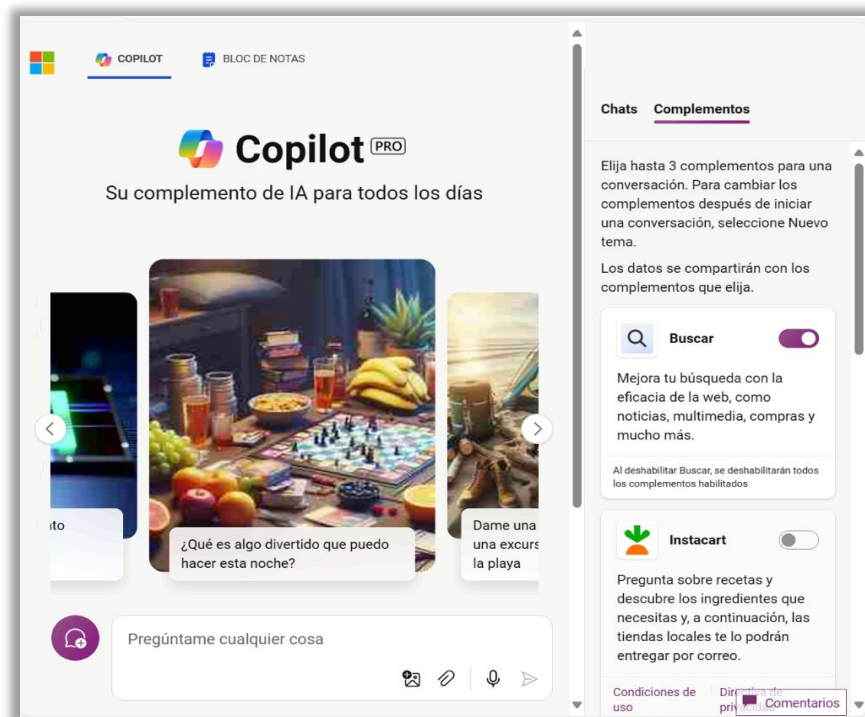 COPILOT
BLOC DE NOTAS
Copilot PRO
Su complemento de IA para todos los días
¿Qué es algo divertido que puedo
hacer esta noche?
Dame una
una excurs
la playa
Pregúntame cualquier cosa
Chats Complementos
Elija hasta 3 complementos para una
conversación. Para cambiar los
complementos después de iniciar
una conversación, seleccione Nuevo
tema.
Los datos se compartirán con los
complementos que elija.
Buscar
Mejora tu búsqueda con la
eficacia de la web, como
noticias, multimedia, compras y
mucho más.
Al deshabilitar Buscar, se deshabilitarán todos
los complementos habilitados
Instacart
Pregunta sobre recetas y
descubre los ingredientes que
necesitas y, a continuación, las
tiendas locales te lo podrán
entregar por correo.
Condiciones de
uso
Comentarios